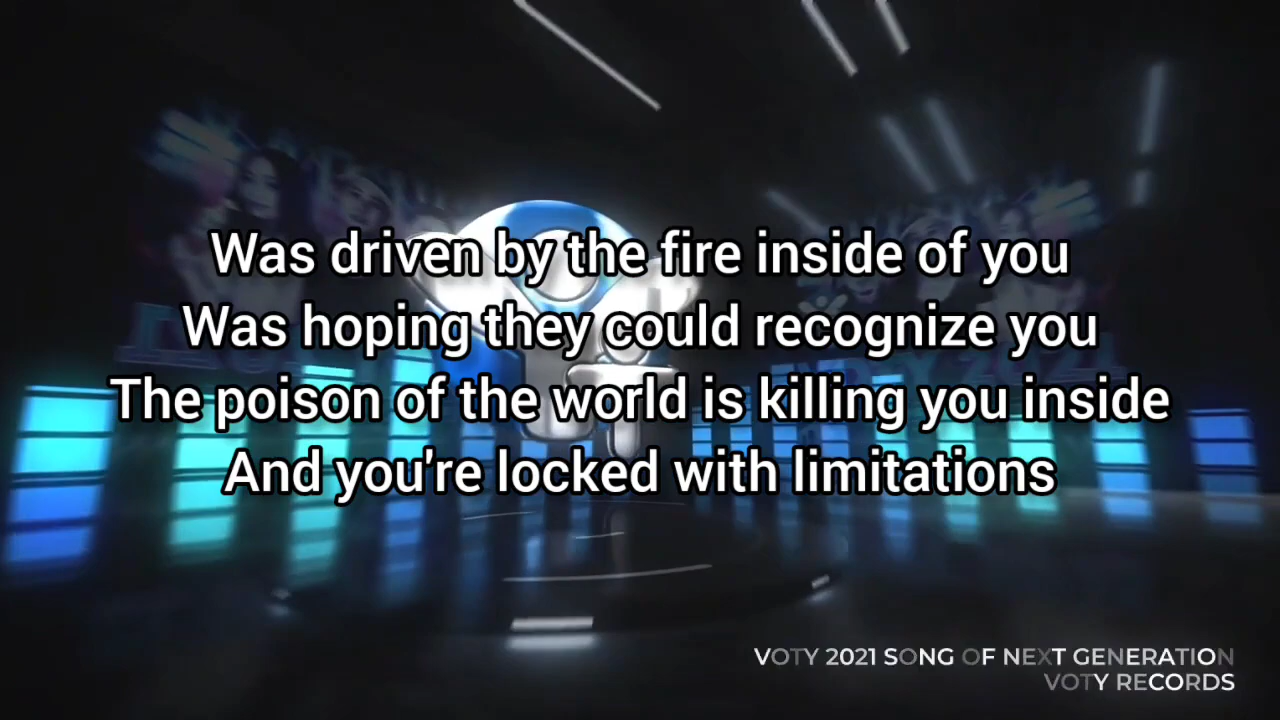 Was driven by the fire inside of you
Was hoping they could recognize you
The poison of the world is killing you inside
And you're locked with limitations
VOTY 2021 SONG OF NEXT GENERATION
VOTY RECORDS